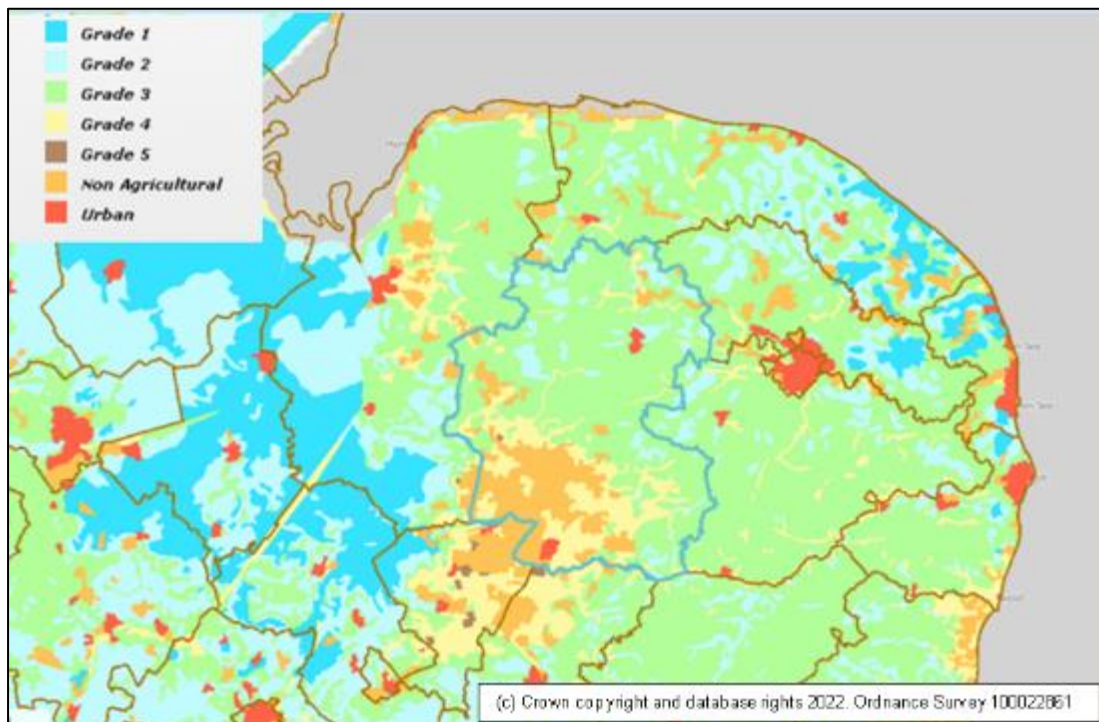 Grade 1
Grade 2
Grade 3
Grade 4
Grade 5
Non Agricultural
Urban
(c) Crown copyright and database rights 2022. Ordnance Survey 100022861